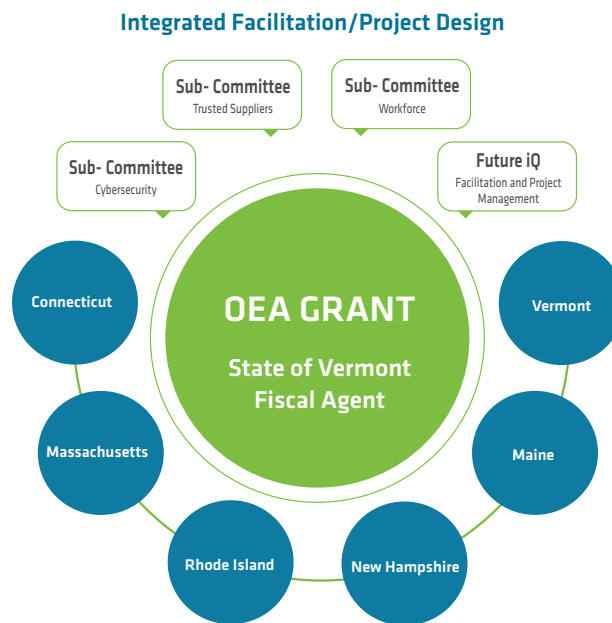 Integrated Facilitation/Project Design
Sub- Committee
Trusted Suppliers
Sub- Committee
Workforce
Sub- Committee
Cybersecurity
Future iQ
Facilitation and Project
Management
OEA GRANT
State of Vermont
Fiscal Agent
Connecticut
Vermont
Massachusetts
Maine
Rhode Island
New Hampshire